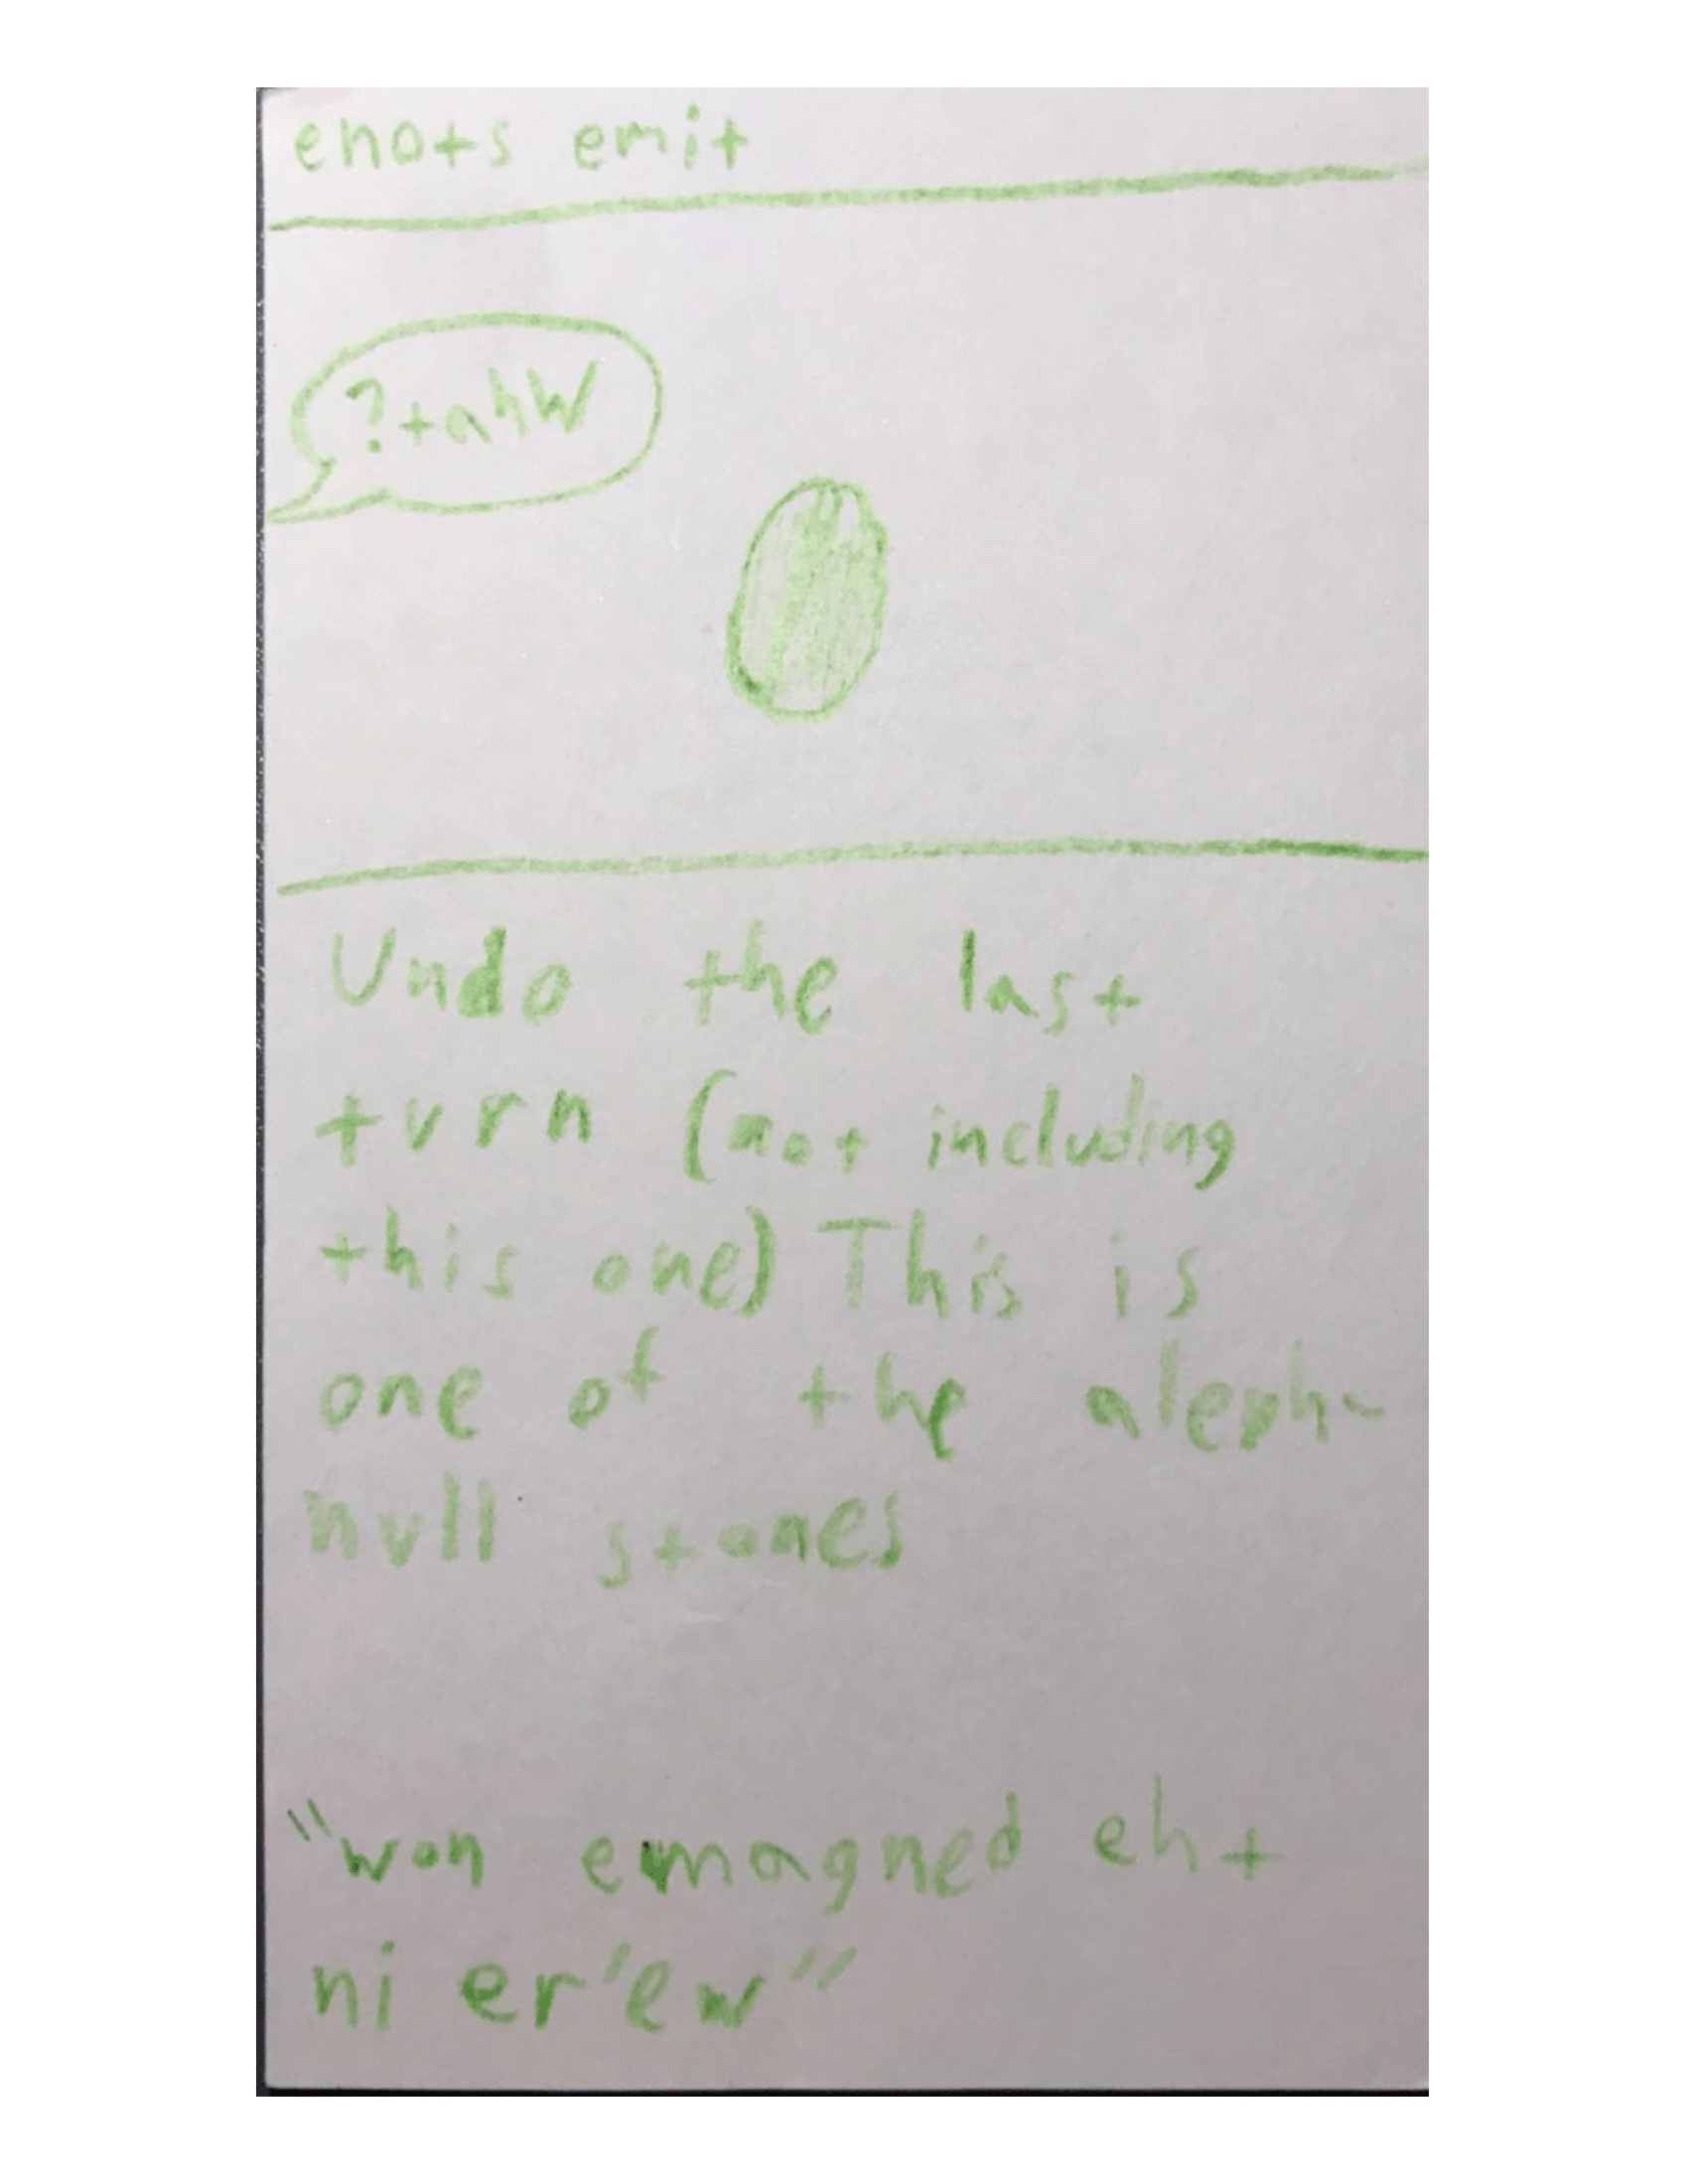 enots emit
?tahW
Undo the last
turn (not including
this one) This is
one of the aleph-
null stones
"won emagned eht
ni er'ew"